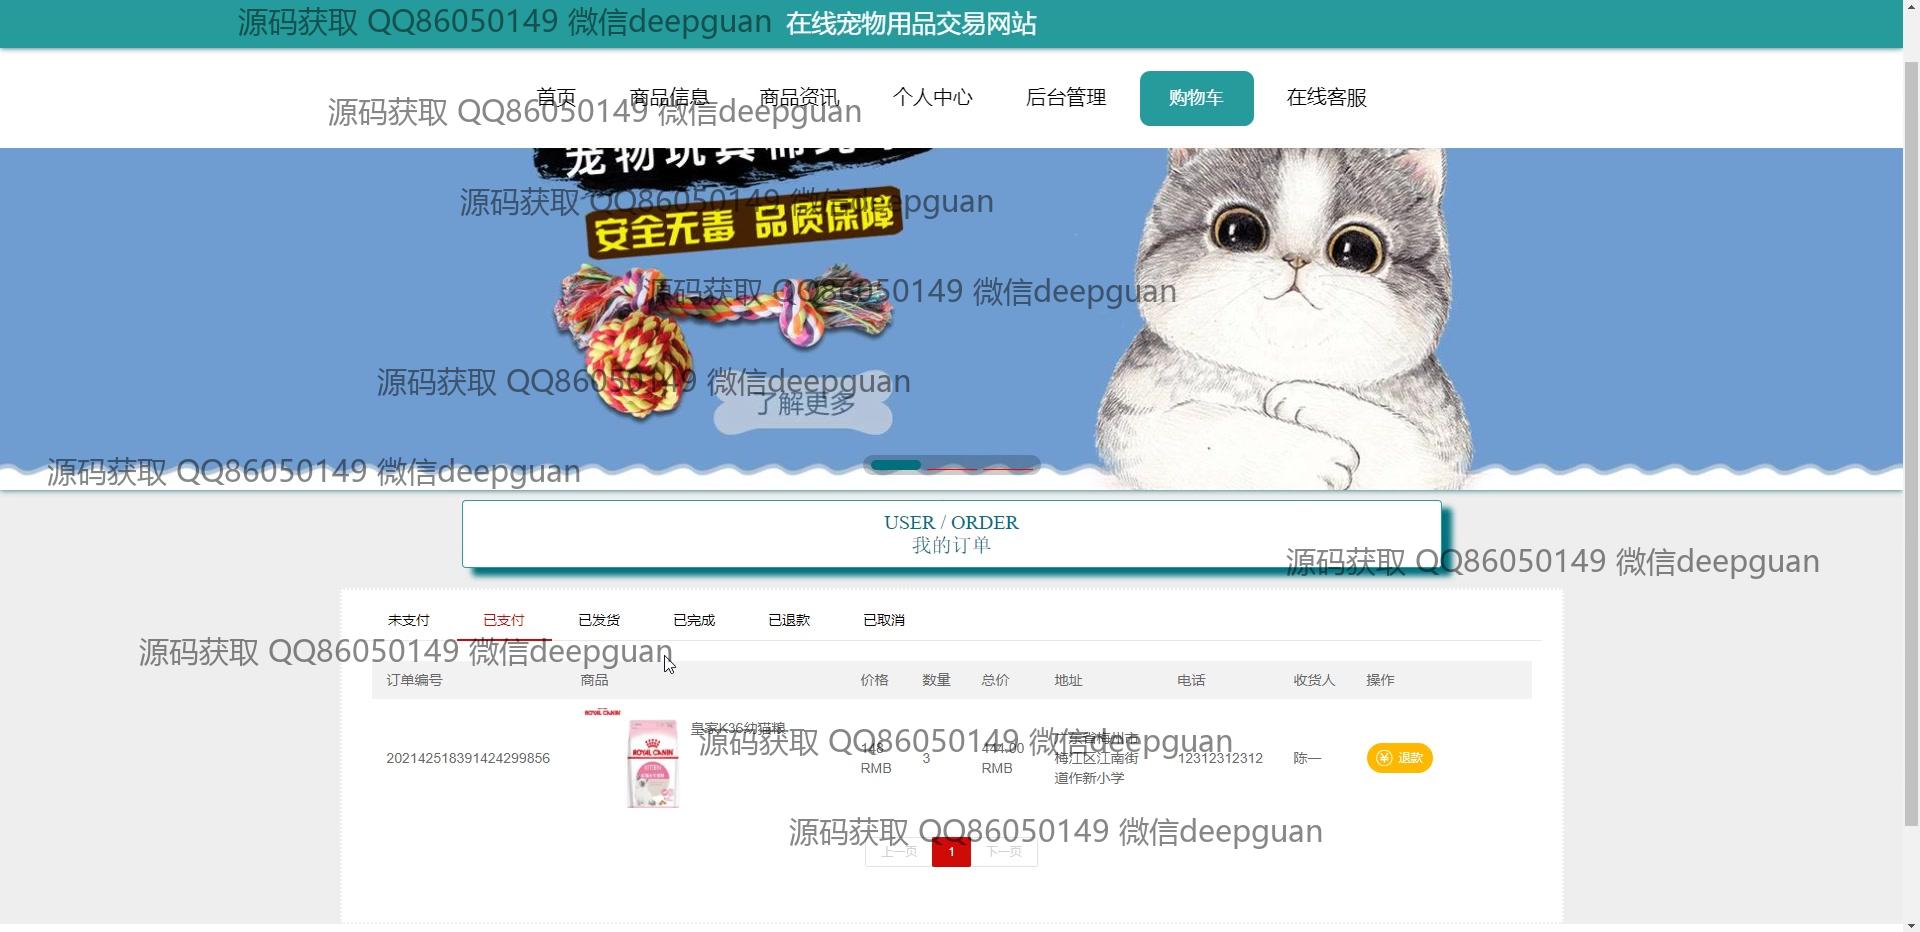 源码获取 QQ86050149 微信deepguan
在线宠物用品交易网站
首页 商品信息 商品资讯 个人中心 后台管理 购物车 在线客服
源码获取 QQ86050149 微信deepguan
源码获取 QQ86050149 微信deepguan
安全无毒 品质保障
源码获取 QQ86050149 微信deepguan
源码获取 QQ86050149 微信deepguan
了解更多
源码获取 QQ86050149 微信deepguan
USER / ORDER
我的订单
源码获取 QQ86050149 微信deepguan
未支付 已支付 已发货 已完成 已退款 已取消
源码获取 QQ86050149 微信deepguan
订单编号 商品 价格 数量 总价 地址 电话 收货人 操作
ROYAL CANIN
皇家K36幼猫粮
源码获取 QQ86050149 微信deepguan
ROYAL CANIN
KITTEN
202142518391424299856
148
RMB
3
444.00
RMB
广东省梅州市
梅江区江南街
道作新小学
12312312312
陈一
退款
源码获取 QQ86050149 微信deepguan
上一页 1 下一页